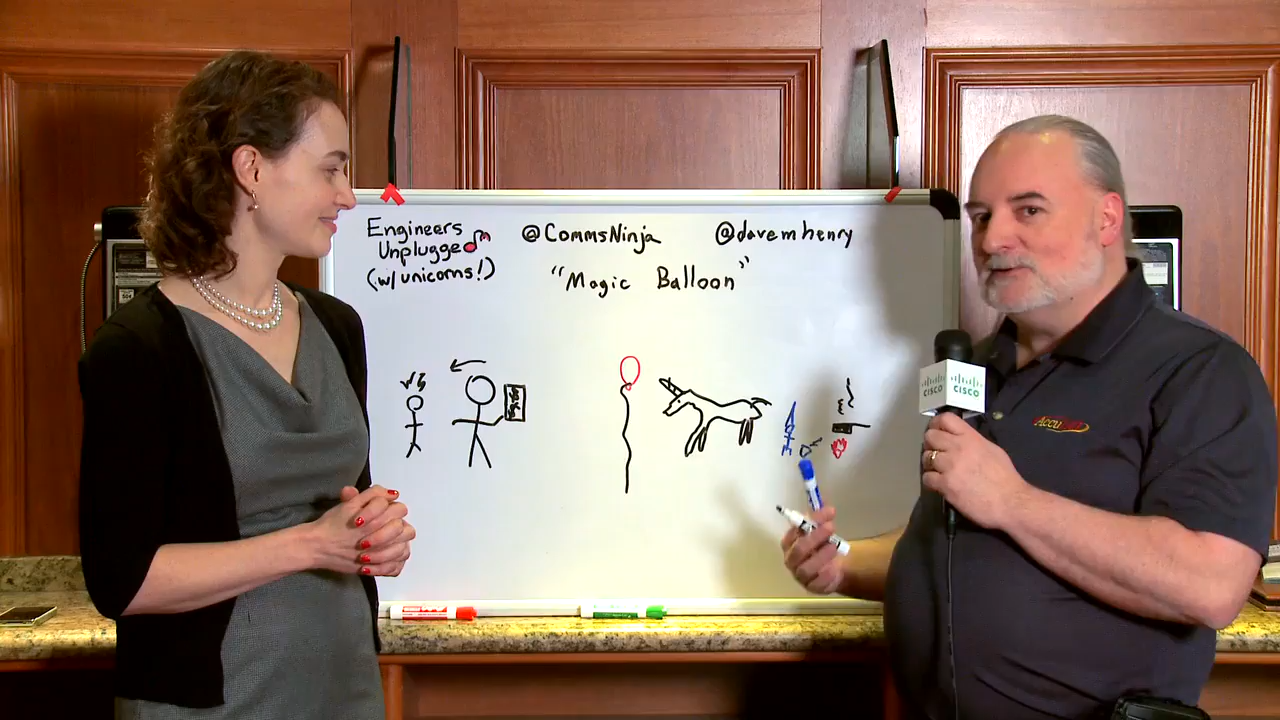 Engineers
Unplugged
(w/ unicorns!)
@CommsNinja
@davemhenry
"Magic Balloon"
CISCO
CISCO